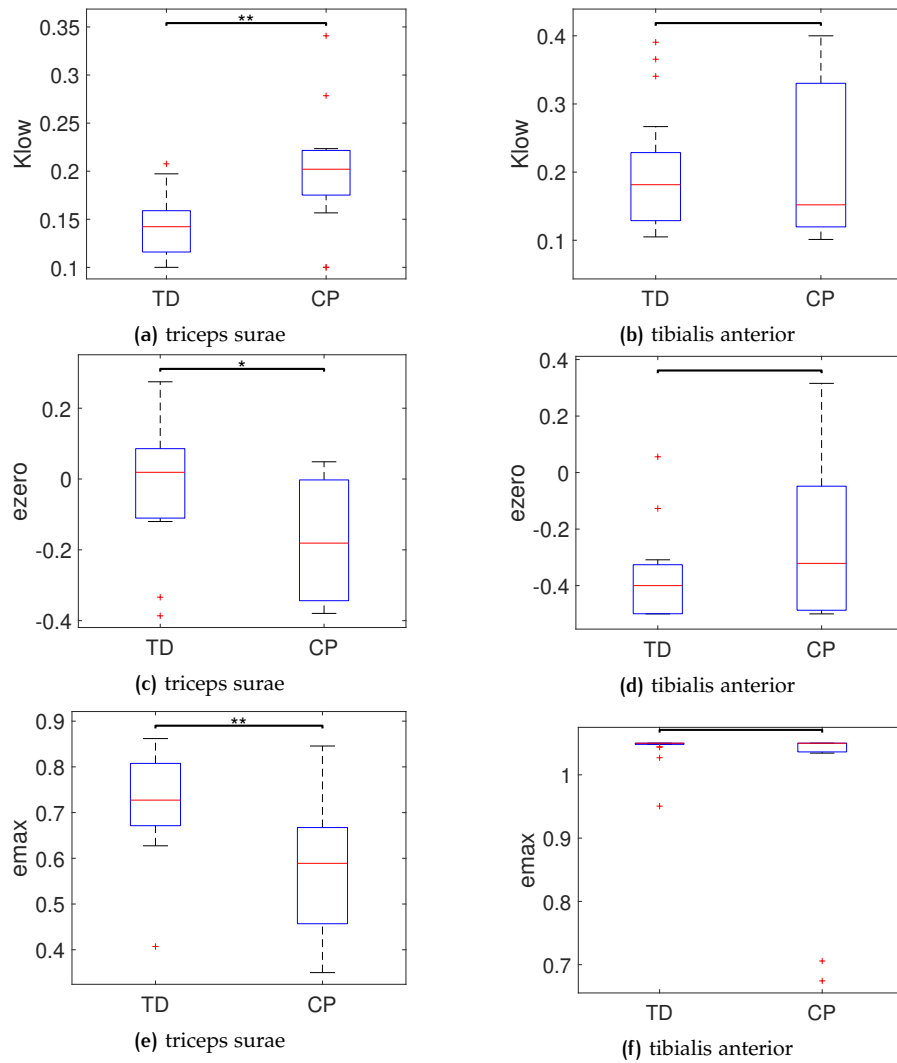 **
0.35
0.3
0.25
0.2
0.15
0.1
Klow
TD CP
(a) triceps surae
0.4
0.3
0.2
0.1
Klow
TD CP
(b) tibialis anterior
*
0.2
0
-0.2
-0.4
ezero
TD CP
(c) triceps surae
0.4
0.2
0
-0.2
-0.4
ezero
TD CP
(d) tibialis anterior
**
0.9
0.8
0.7
0.6
0.5
0.4
emax
TD CP
(e) triceps surae
1
0.9
0.8
0.7
emax
TD CP
(f) tibialis anterior